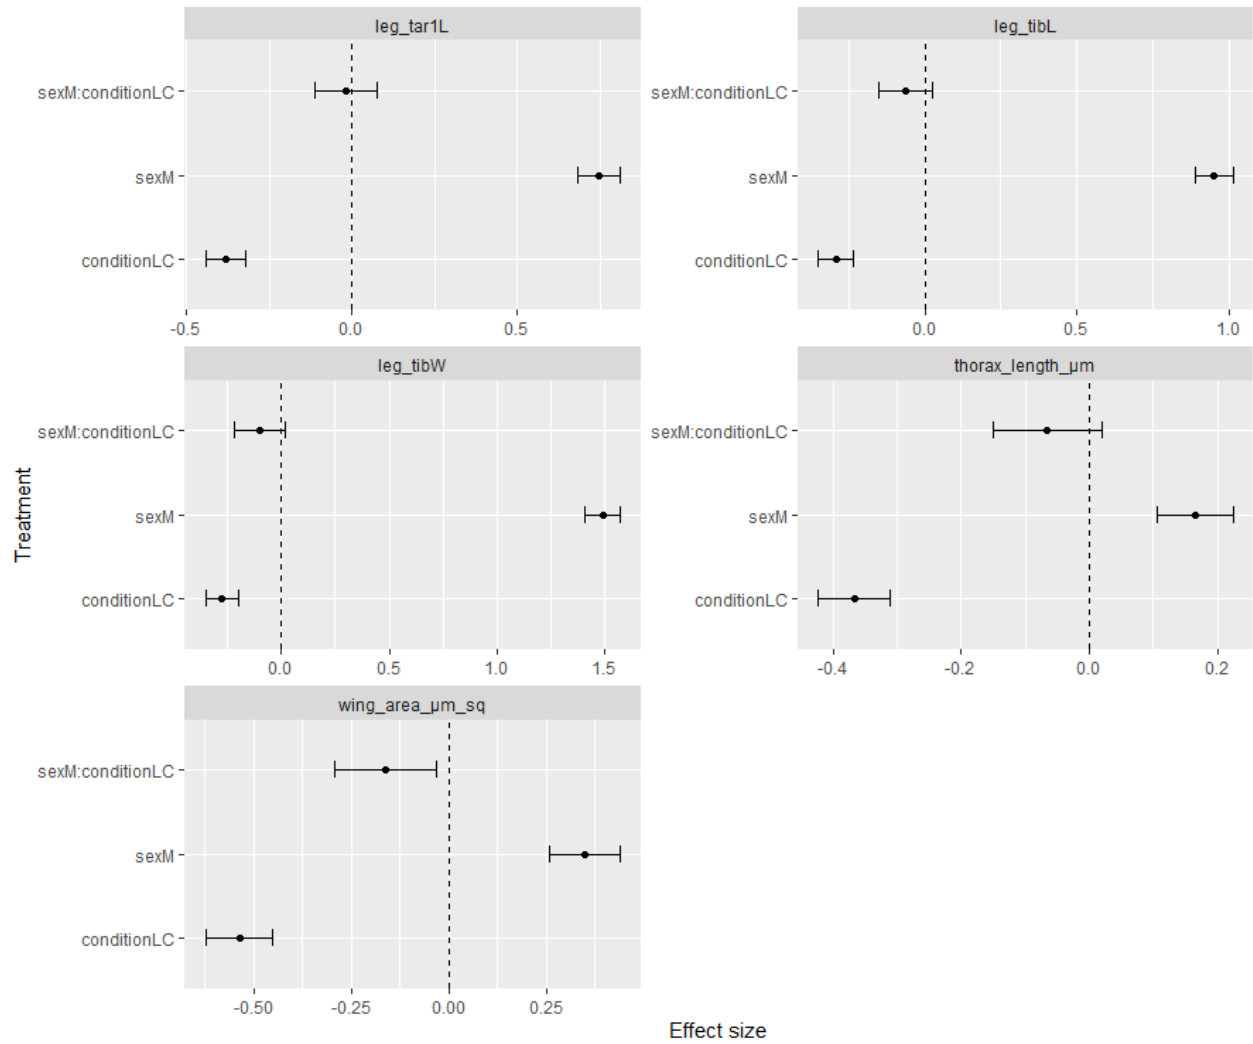 leg_tar1L
sexM:conditionLC
sexM
conditionLC
-0.5 0.0 0.5
leg_tibL
sexM:conditionLC
sexM
conditionLC
0.0 0.5 1.0
leg_tibW
sexM:conditionLC
sexM
conditionLC
0.0 0.5 1.0 1.5
thorax_length_µm
sexM:conditionLC
sexM
conditionLC
-0.4 -0.2 0.0 0.2
wing_area_µm_sq
sexM:conditionLC
sexM
conditionLC
-0.50 -0.25 0.00 0.25
Treatment
Effect size